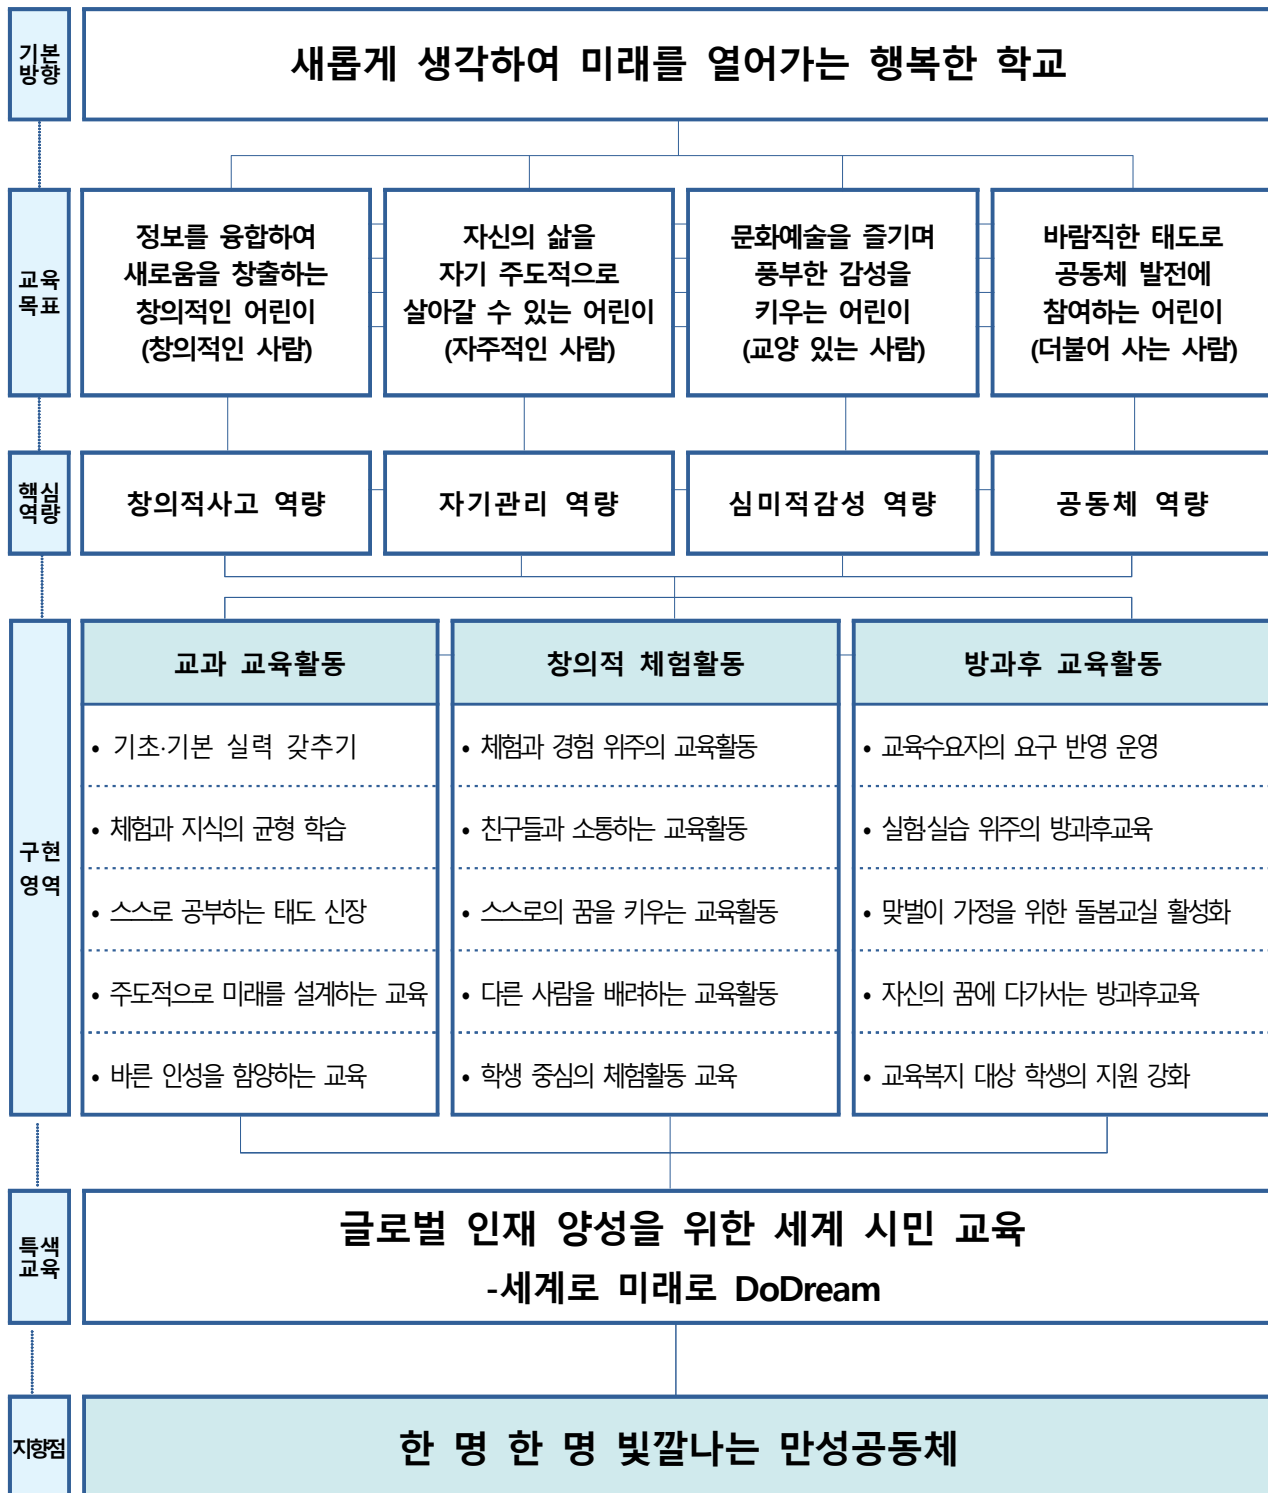 기본
방향
새롭게 생각하여 미래를 열어가는 행복한 학교
교육
목표
정보를 융합하여
새로움을 창출하는
창의적인 어린이
(창의적인 사람)
자신의 삶을
자기 주도적으로
살아갈 수 있는 어린이
(자주적인 사람)
문화예술을 즐기며
풍부한 감성을
키우는 어린이
(교양 있는 사람)
바람직한 태도로
공동체 발전에
참여하는 어린이
(더불어 사는 사람)
핵심
역량
창의적사고 역량
자기관리 역량
심미적감성 역량
공동체 역량
구현
영역
교과 교육활동
• 기초·기본 실력 갖추기
• 체험과 지식의 균형 학습
• 스스로 공부하는 태도 신장
• 주도적으로 미래를 설계하는 교육
• 바른 인성을 함양하는 교육
창의적 체험활동
• 체험과 경험 위주의 교육활동
• 친구들과 소통하는 교육활동
• 스스로의 꿈을 키우는 교육활동
• 다른 사람을 배려하는 교육활동
• 학생 중심의 체험활동 교육
방과후 교육활동
• 교육수요자의 요구 반영 운영
• 실험·실습 위주의 방과후교육
• 맞벌이 가정을 위한 돌봄교실 활성화
• 자신의 꿈에 다가서는 방과후교육
• 교육복지 대상 학생의 지원 강화
특색
교육
글로벌 인재 양성을 위한 세계 시민 교육
-세계로 미래로 DoDream
지향점
한 명 한 명 빛깔나는 만성공동체